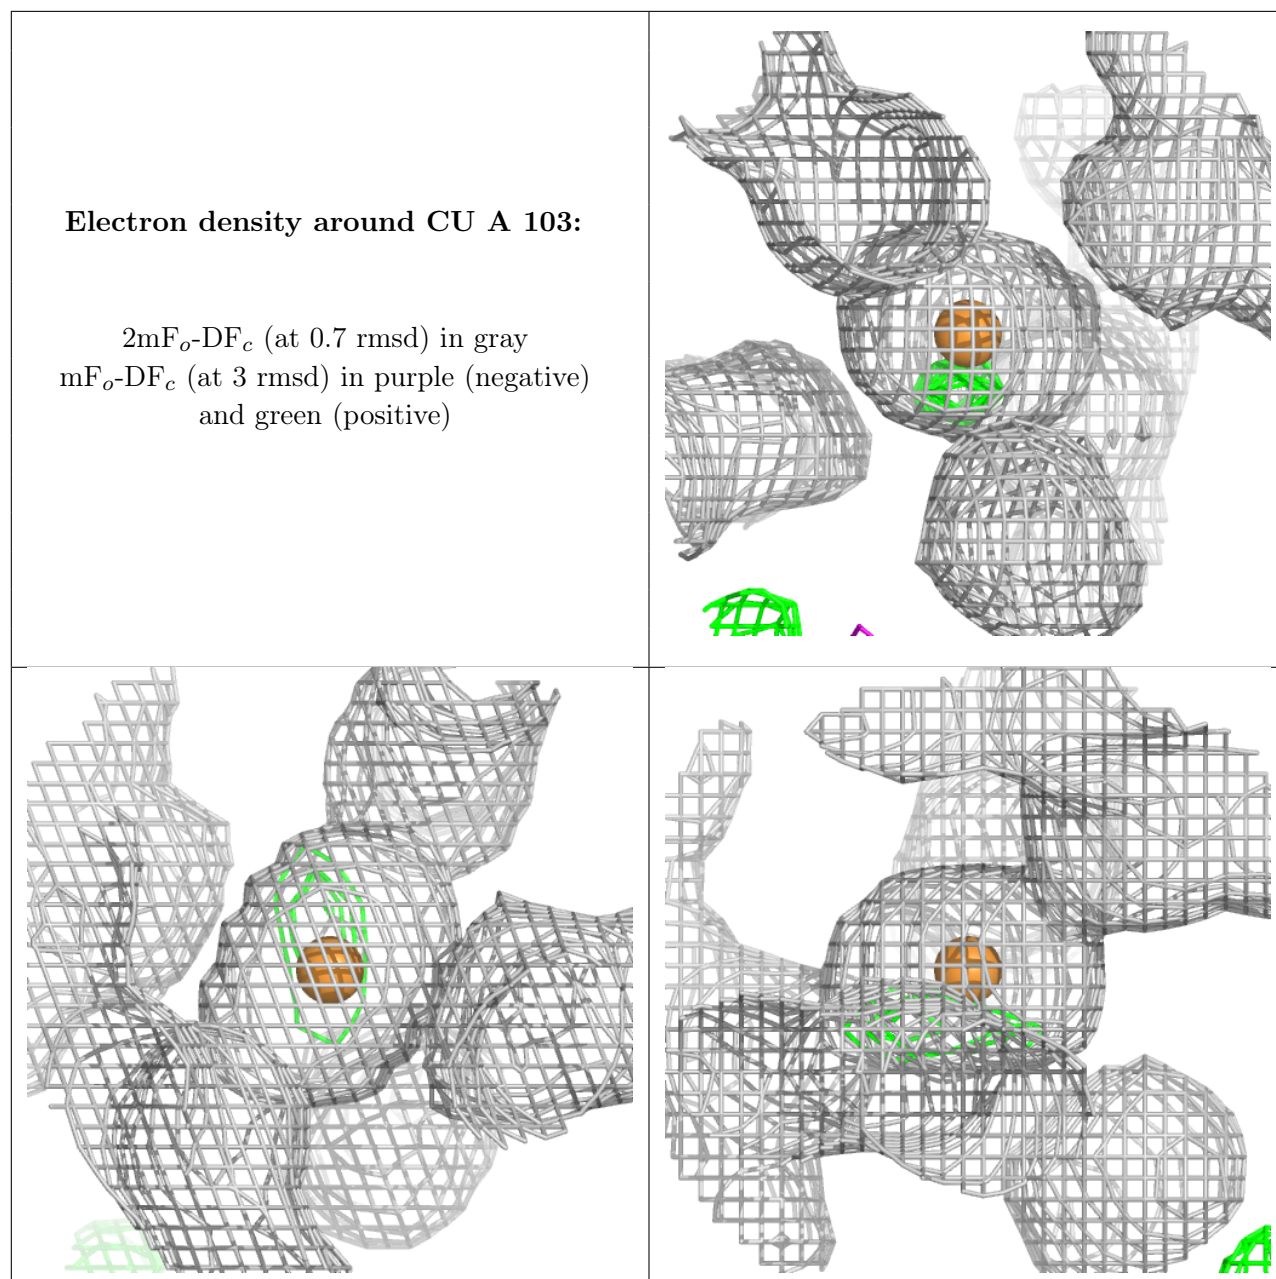 Electron density around CU A 103:
2mFₒ-DF𝒸 (at 0.7 rmsd) in gray
mFₒ-DF𝒸 (at 3 rmsd) in purple (negative)
and green (positive)